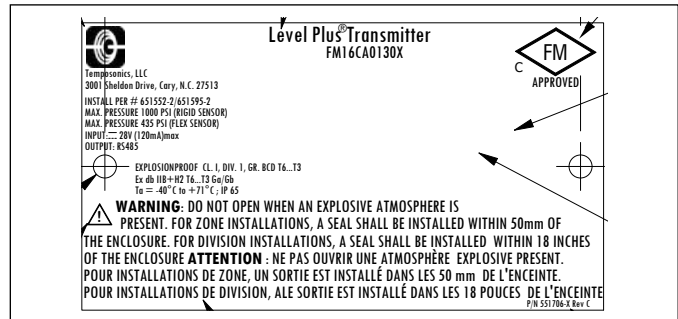 Level Plus® Transmitter
FM16CA0130X
FM
C
APPROVED
Temposonics, LLC
3001 Sheldon Drive, Cary, N.C. 27513
INSTALL PER # 651552-2/651595-2
MAX. PRESSURE 1000 PSI (RIGID SENSOR)
MAX. PRESSURE 435 PSI (FLEX SENSOR)
INPUT: ⎓ 28V (120mA)max
OUTPUT: RS485
EXPLOSIONPROOF CL. I, DIV. 1, GR. BCD T6...T3
Ex db IIB+H2 T6...T3 Ga/Gb
Ta = -40°C to +71°C ; IP 65
WARNING: DO NOT OPEN WHEN AN EXPLOSIVE ATMOSPHERE IS
PRESENT. FOR ZONE INSTALLATIONS, A SEAL SHALL BE INSTALLED WITHIN 50mm OF
THE ENCLOSURE. FOR DIVISION INSTALLATIONS, A SEAL SHALL BE INSTALLED WITHIN 18 INCHES
OF THE ENCLOSURE ATTENTION : NE PAS OUVRIR UNE ATMOSPHÈRE EXPLOSIVE PRESENT.
POUR INSTALLATIONS DE ZONE, UN SORTIE EST INSTALLÉ DANS LES 50 mm DE L'ENCEINTE.
POUR INSTALLATIONS DE DIVISION, ALE SORTIE EST INSTALLÉ DANS LES 18 POUCES DE L'ENCEINTE
P/N 551706-X Rev C